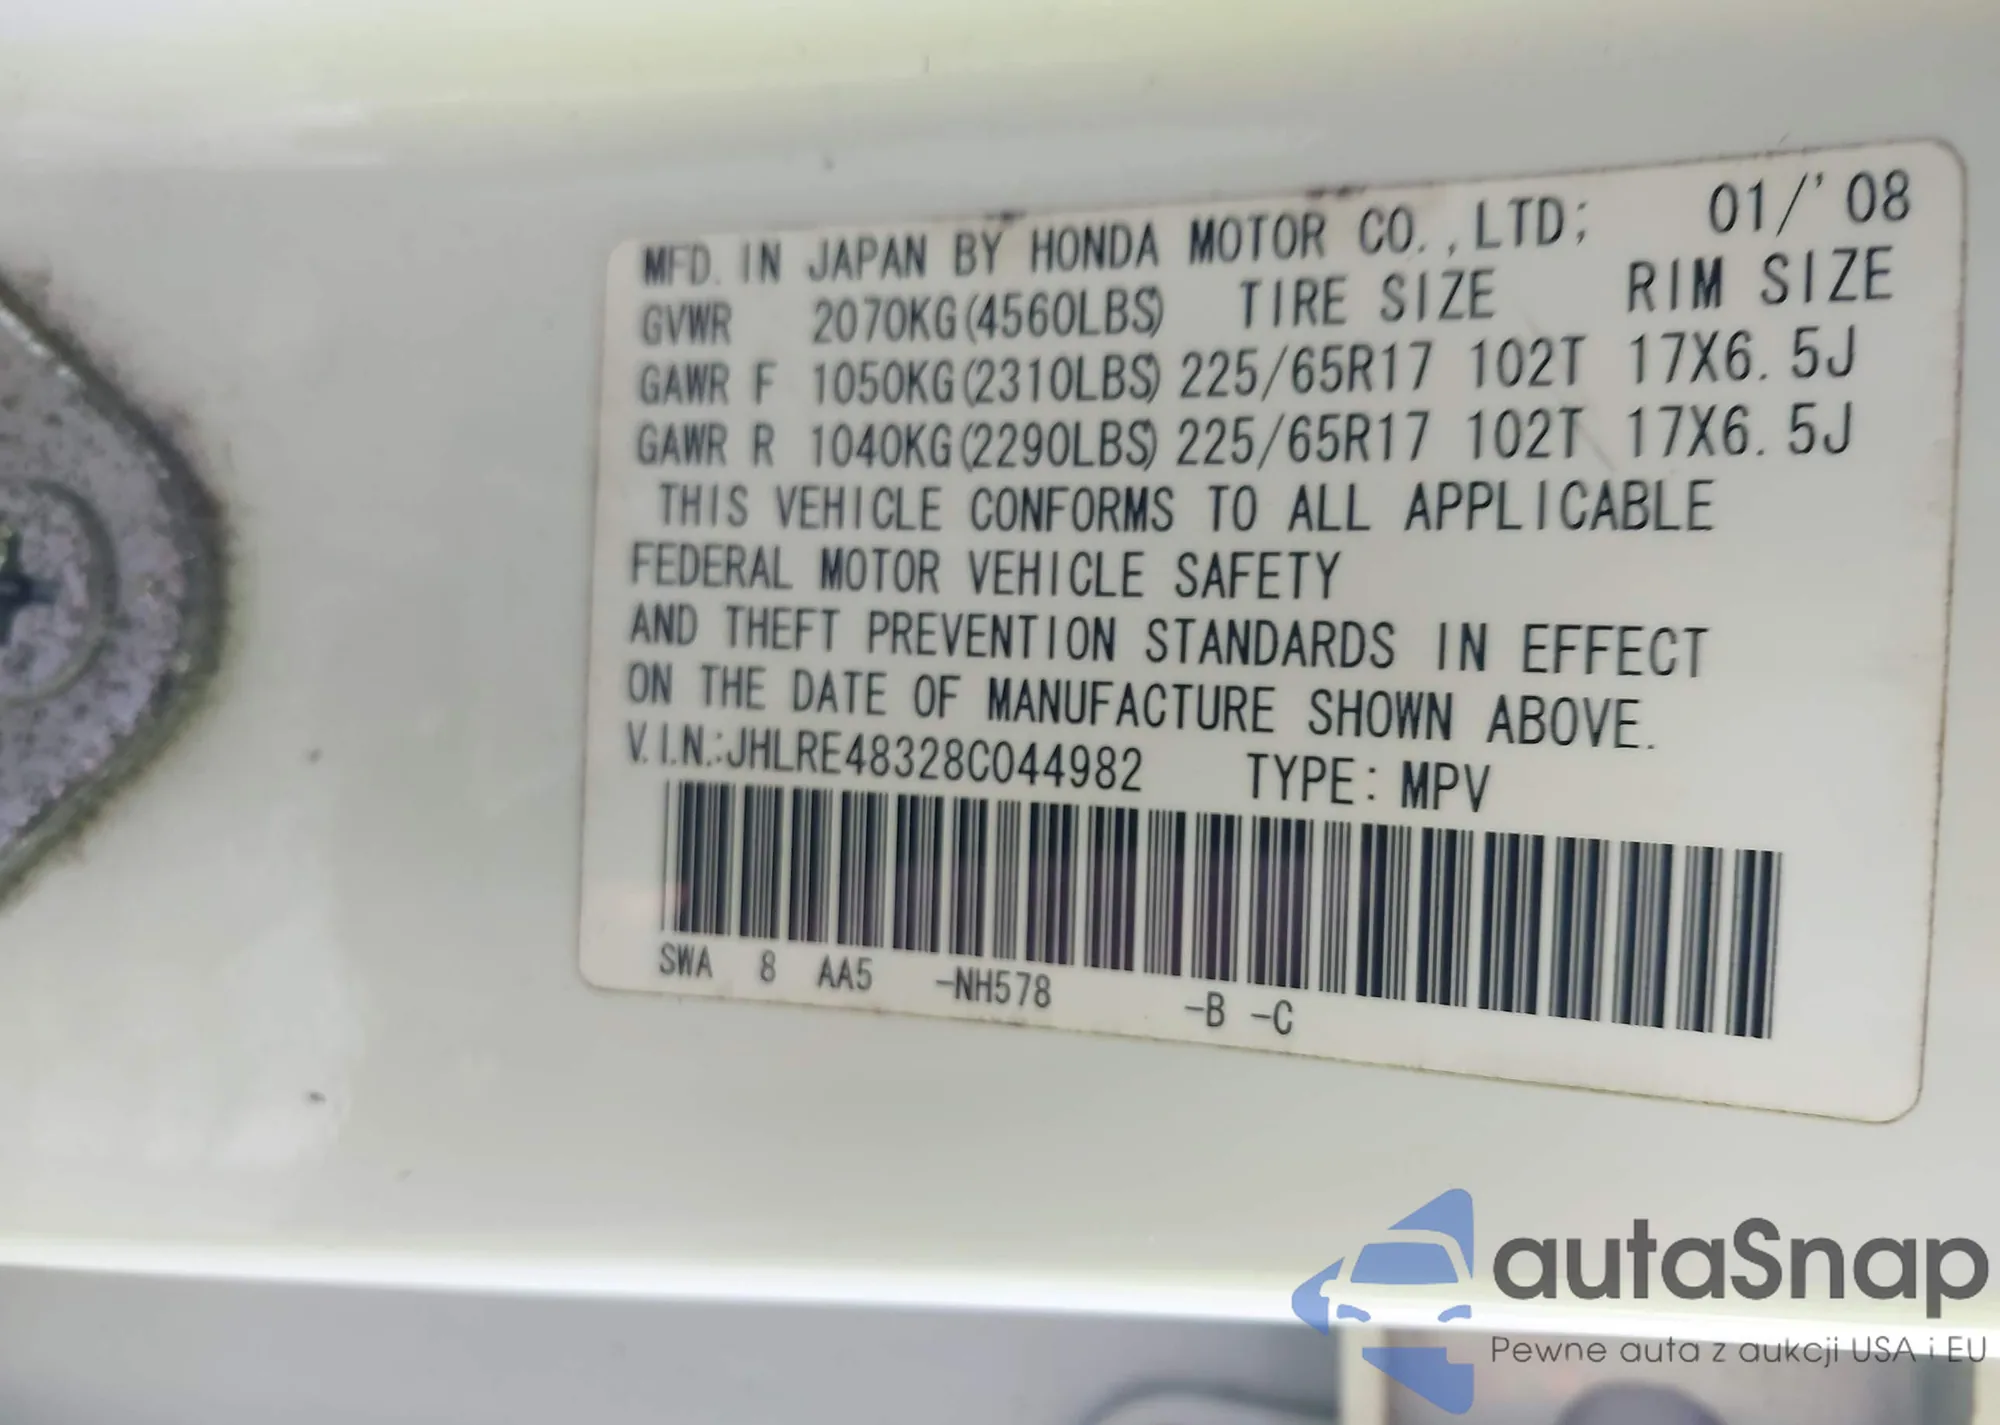 MFD. IN JAPAN BY HONDA MOTOR CO.,LTD; 01/'08
GVWR 2070KG(4560LBS) TIRE SIZE RIM SIZE
GAWR F 1050KG(2310LBS) 225/65R17 102T 17X6.5J
GAWR R 1040KG(2290LBS) 225/65R17 102T 17X6.5J
THIS VEHICLE CONFORMS TO ALL APPLICABLE
FEDERAL MOTOR VEHICLE SAFETY
AND THEFT PREVENTION STANDARDS IN EFFECT
ON THE DATE OF MANUFACTURE SHOWN ABOVE.
V.I.N.:JHLRE48328C044982 TYPE: MPV
SWA 8 AA5 -NH578 -B -C
autaSnap
Pewne auta z aukcji USA i EU